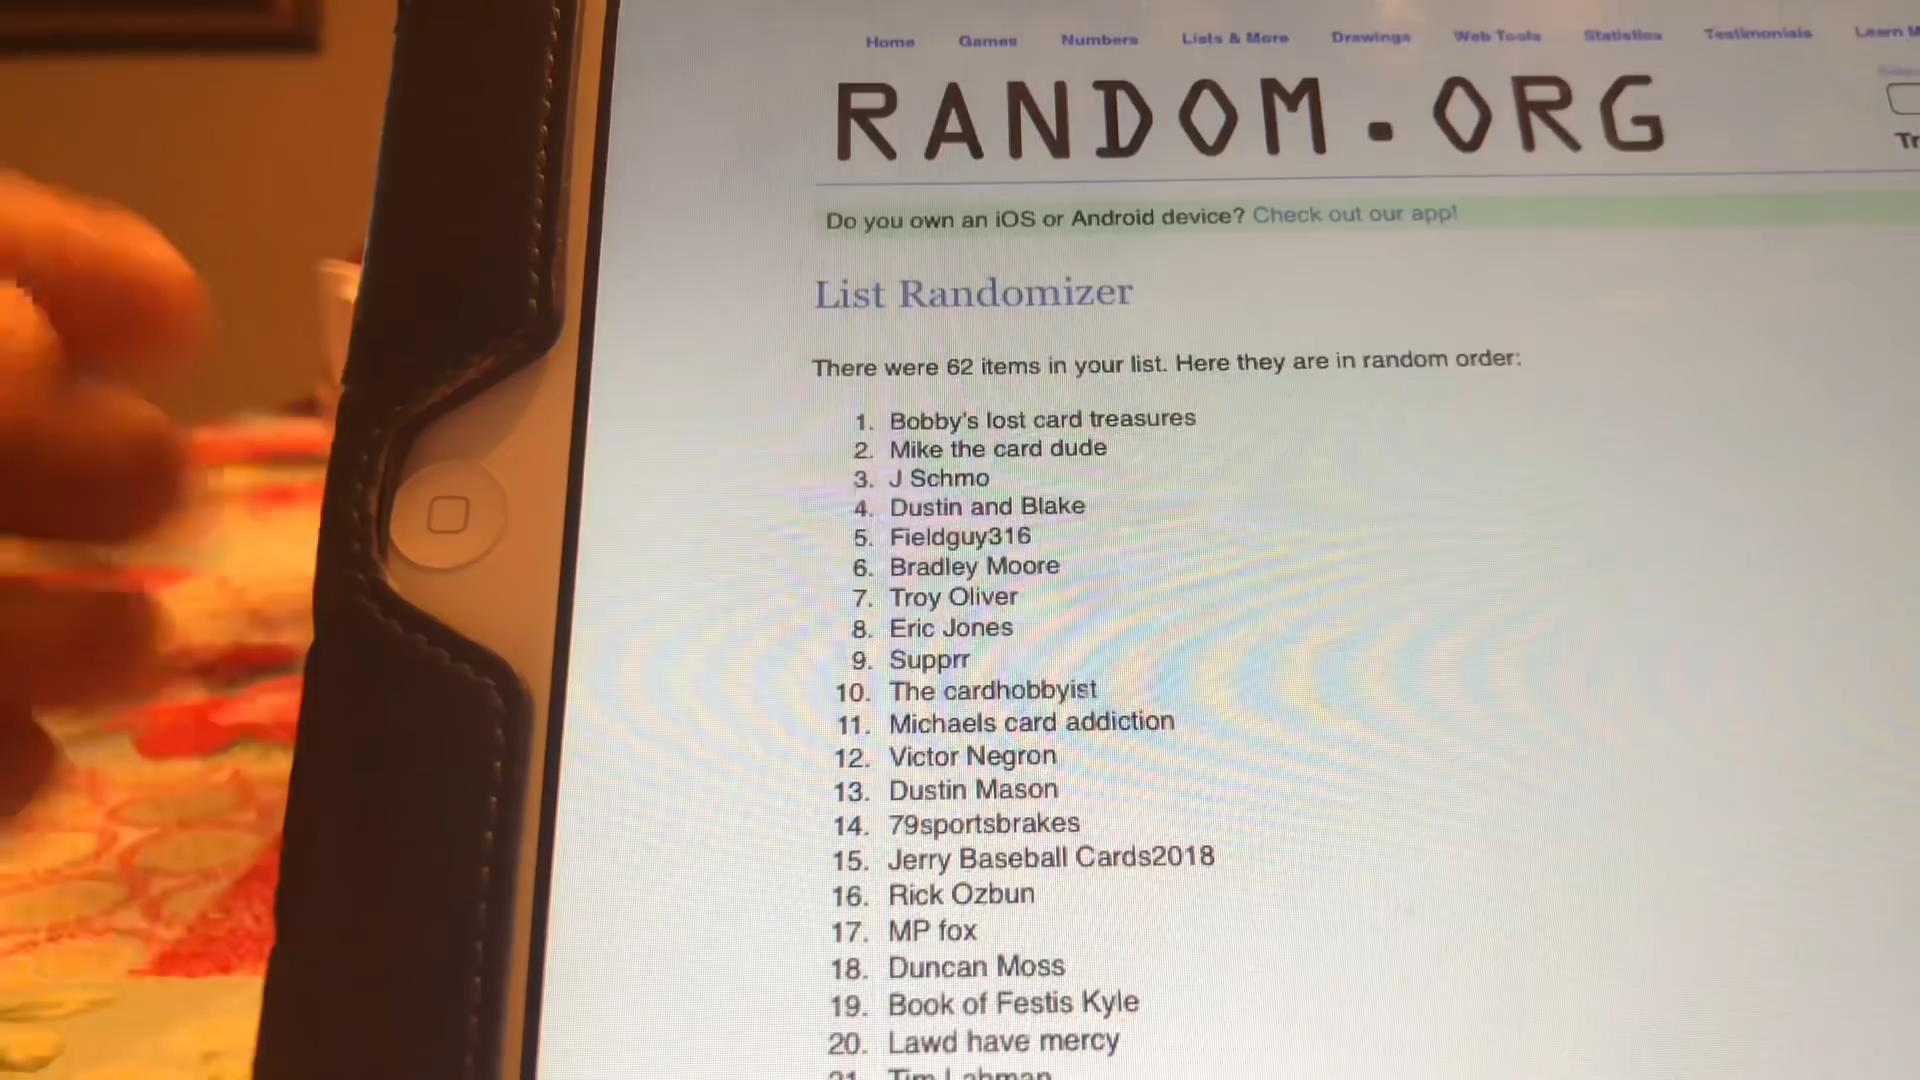 Home Games Numbers Lists & More Drawings Web Tools Statistics Testimonials Learn M
RANDOM.ORG
Tr
Do you own an iOS or Android device? Check out our app!
List Randomizer
There were 62 items in your list. Here they are in random order:
1. Bobby's lost card treasures
2. Mike the card dude
3. J Schmo
4. Dustin and Blake
5. Fieldguy316
6. Bradley Moore
7. Troy Oliver
8. Eric Jones
9. Supprr
10. The cardhobbyist
11. Michaels card addiction
12. Victor Negron
13. Dustin Mason
14. 79sportsbrakes
15. Jerry Baseball Cards2018
16. Rick Ozbun
17. MP fox
18. Duncan Moss
19. Book of Festis Kyle
20. Lawd have mercy
21. Tim Lahman